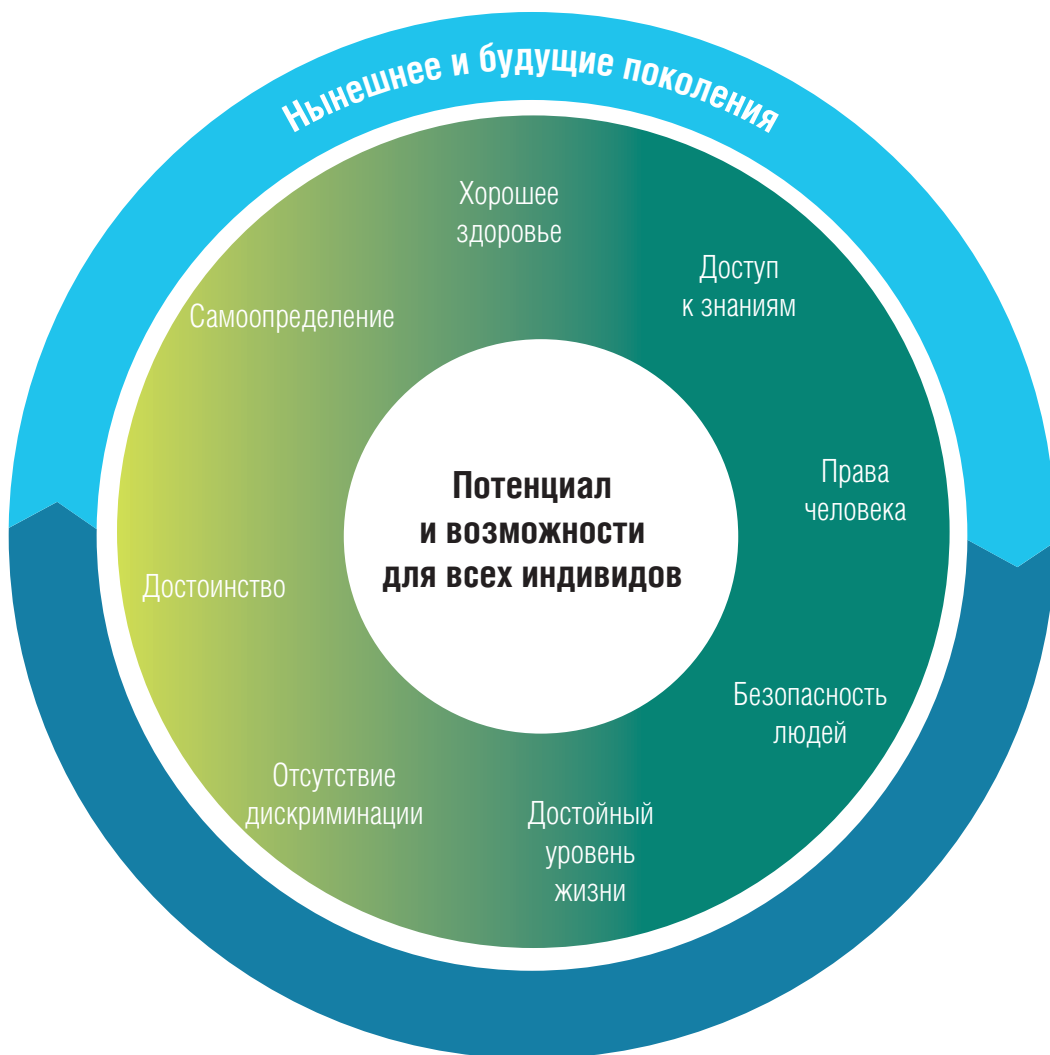 Нынешнее и будущие поколения
Хорошее
здоровье
Доступ
к знаниям
Самоопределение
Права
человека
Потенциал
и возможности
для всех индивидов
Достоинство
Безопасность
людей
Отсутствие
дискриминации
Достойный
уровень
жизни